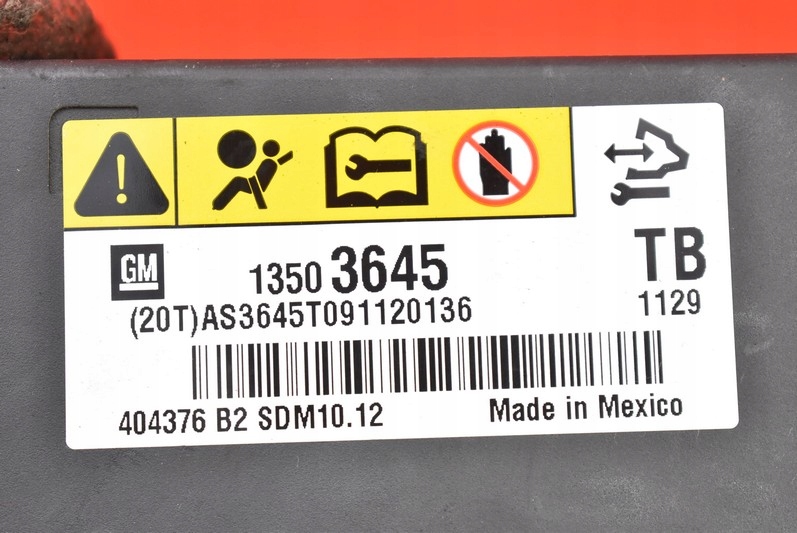 GM
1350 3645
TB
(20T)AS3645T091120136
1129
404376 B2 SDM10.12
Made in Mexico